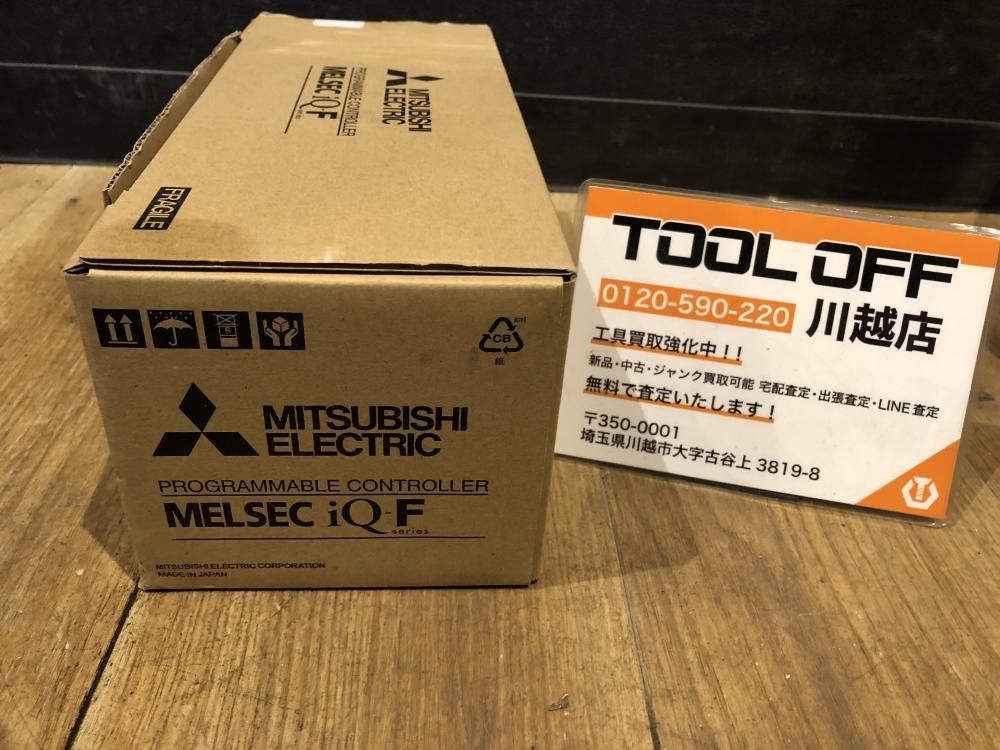 MITSUBISHI
ELECTRIC
PROGRAMMABLE CONTROLLER
MELSEC iQ-F
series
FRAGILE
5
CB
纸
MITSUBISHI
ELECTRIC
PROGRAMMABLE CONTROLLER
MELSEC iQ-F
series
MITSUBISHI ELECTRIC CORPORATION
MADE IN JAPAN
TOOL OFF
0120-590-220 川越店
工具買取強化中!!
新品・中古・ジャンク買取可能 宅配査定・出張査定・LINE査定
無料で査定いたします!
〒350-0001
埼玉県川越市大字古谷上 3819-8